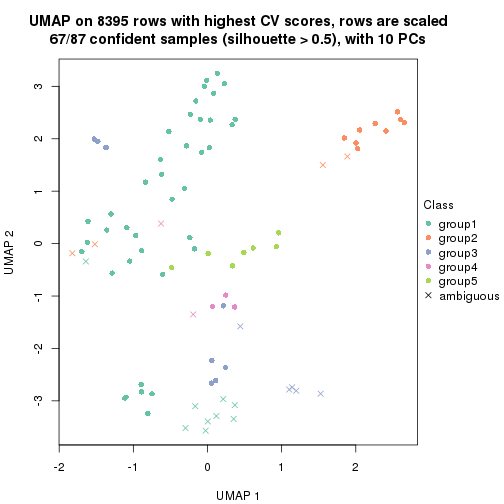 UMAP on 8395 rows with highest CV scores, rows are scaled
67/87 confident samples (silhouette > 0.5), with 10 PCs
3
2
1
0
-1
-2
-3
UMAP 2
-2
-1
0
1
2
UMAP 1
Class
group1
group2
group3
group4
group5
ambiguous